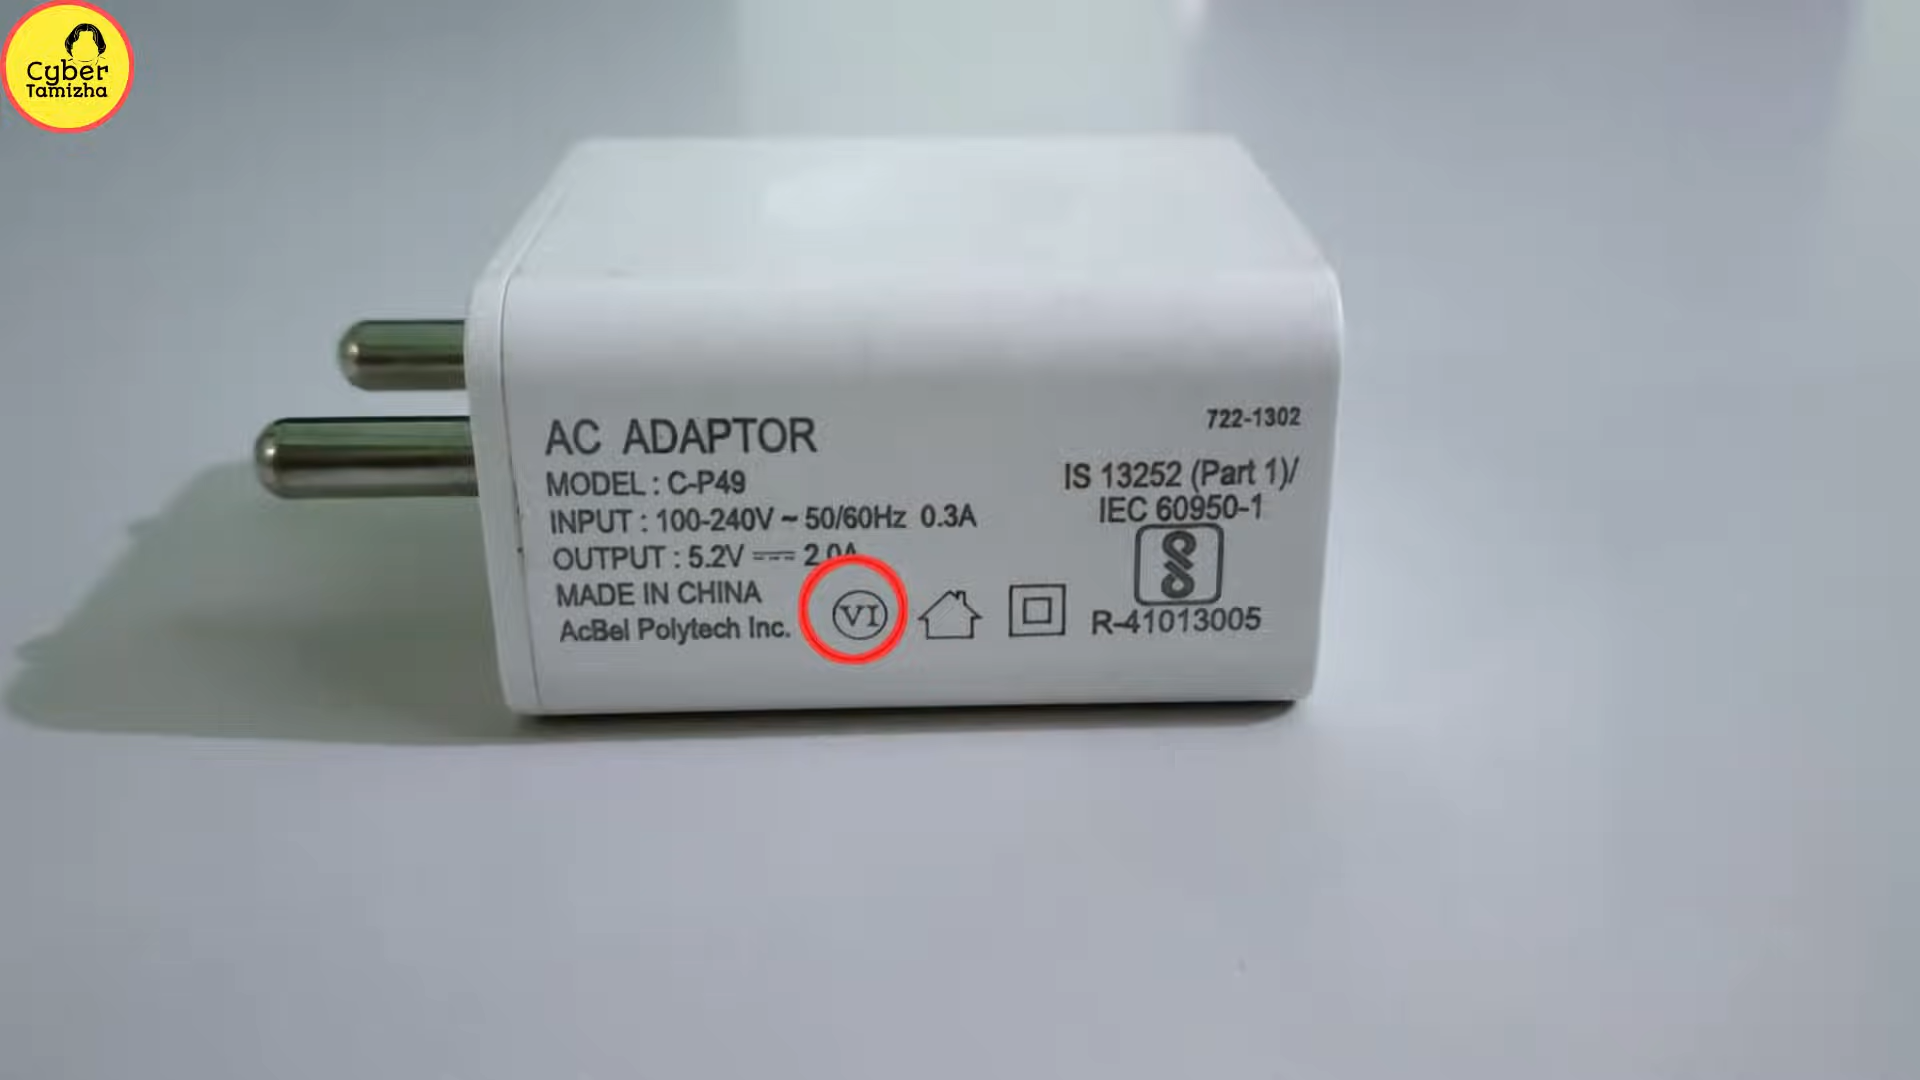 Cyber
Tamizha
AC ADAPTOR
MODEL : C-P49
INPUT : 100-240V ~ 50/60Hz 0.3A
OUTPUT : 5.2V ⎓ 2.0A
MADE IN CHINA
AcBel Polytech Inc.
VI
722-1302
IS 13252 (Part 1)/
IEC 60950-1
R-41013005